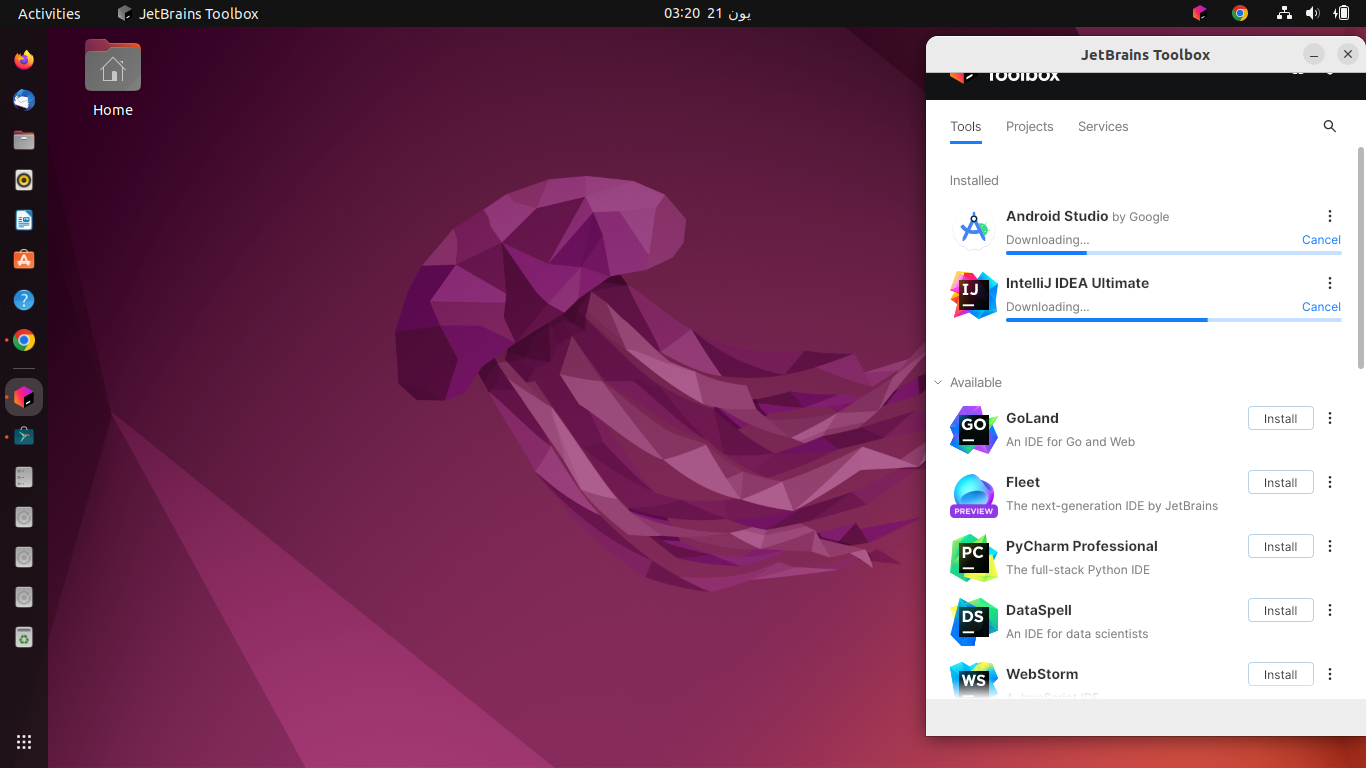 Activities
JetBrains Toolbox
03:20 21 يون
Home
JetBrains Toolbox
Toolbox
Tools
Projects
Services
Installed
Android Studio by Google
Downloading...
Cancel
IJ
IntelliJ IDEA Ultimate
Downloading...
Cancel
Available
GO
GoLand
Install
An IDE for Go and Web
Fleet
Install
PREVIEW
The next-generation IDE by JetBrains
PC
PyCharm Professional
Install
The full-stack Python IDE
DS
DataSpell
Install
An IDE for data scientists
WS
WebStorm
Install
A JavaScript IDE